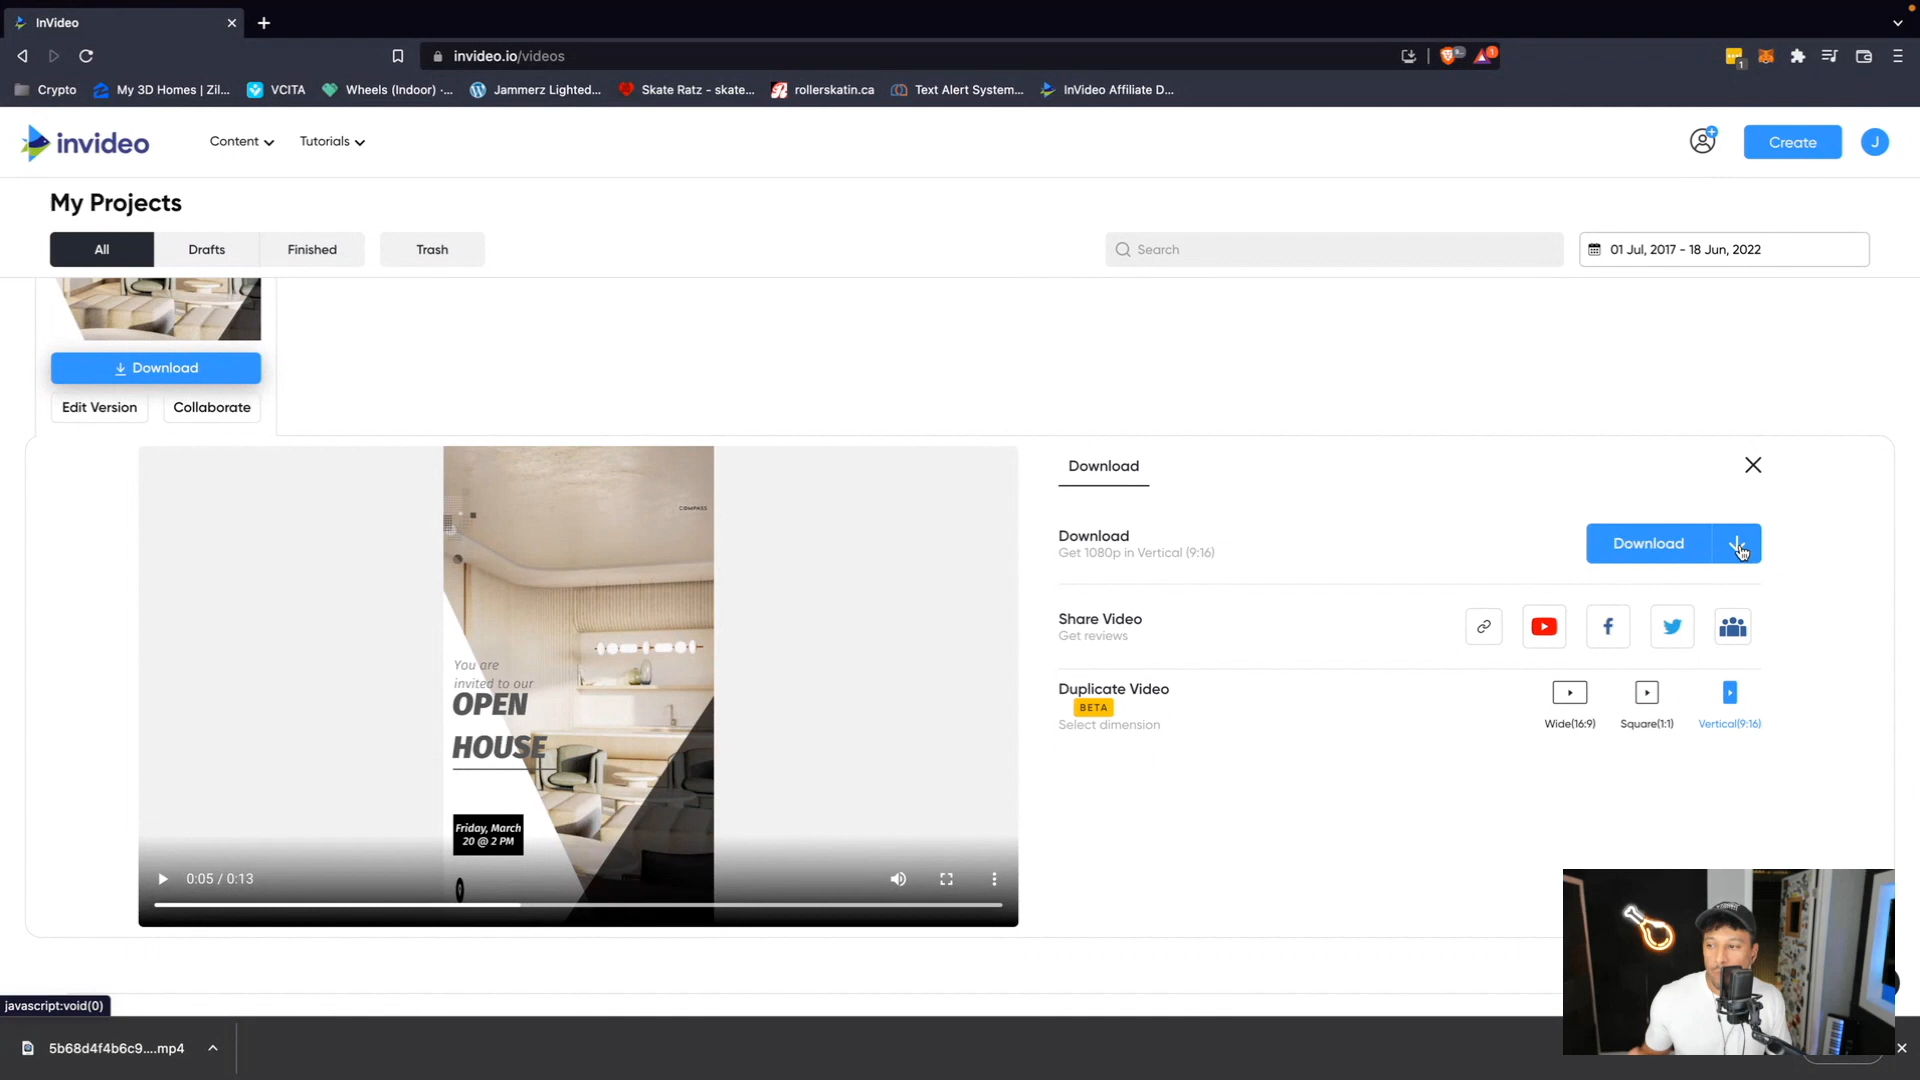 InVideo
invideo.io/videos
9...
1
1
Crypto
My 3D Homes | Zil...
VCITA
Wheels (Indoor) -...
Jammerz Lighted...
Skate Ratz - skate...
rollerskatin.ca
Text Alert System...
InVideo Affiliate D...
invideo
Content
Tutorials
Create
J
My Projects
All
Drafts
Finished
Trash
Search
01 Jul, 2017 - 18 Jun, 2022
Download
Edit Version
Collaborate
COMPASS
You are
invited to our
OPEN
HOUSE
Friday, March
20 @ 2 PM
0:05 / 0:13
Download
Download
Get 1080p in Vertical (9:16)
Download
Share Video
Get reviews
Duplicate Video
BETA
Select dimension
Wide(16:9)
Square(1:1)
Vertical(9:16)
javascript:void(0)
5b68d4f4b6c9....mp4